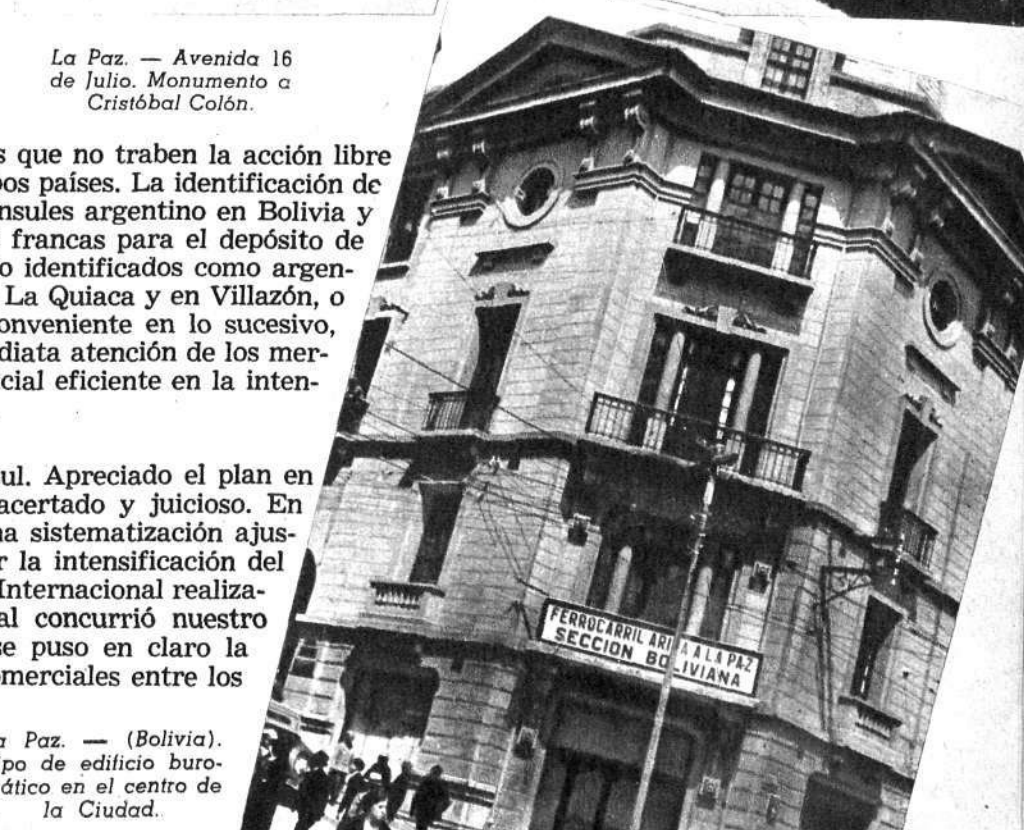 La Paz. — Avenida 16
de Julio. Monumento a
Cristóbal Colón.
s que no traben la acción libre
pos países. La identificación de
nsules argentino en Bolivia y
francas para el depósito de
o identificados como argen-
La Quiaca y en Villazón, o
onveniente en lo sucesivo,
diata atención de los mer-
cial eficiente en la inten-
ul. Apreciado el plan en
acertado y juicioso. En
na sistematización ajus-
r la intensificación del
Internacional realiza-
al concurrió nuestro
se puso en claro la
omerciales entre los
a Paz. — (Bolivia).
po de edificio buro-
ático en el centro de
la Ciudad.
FERROCARRIL ARI A A LA PAZ
SECCION BOLIVIANA